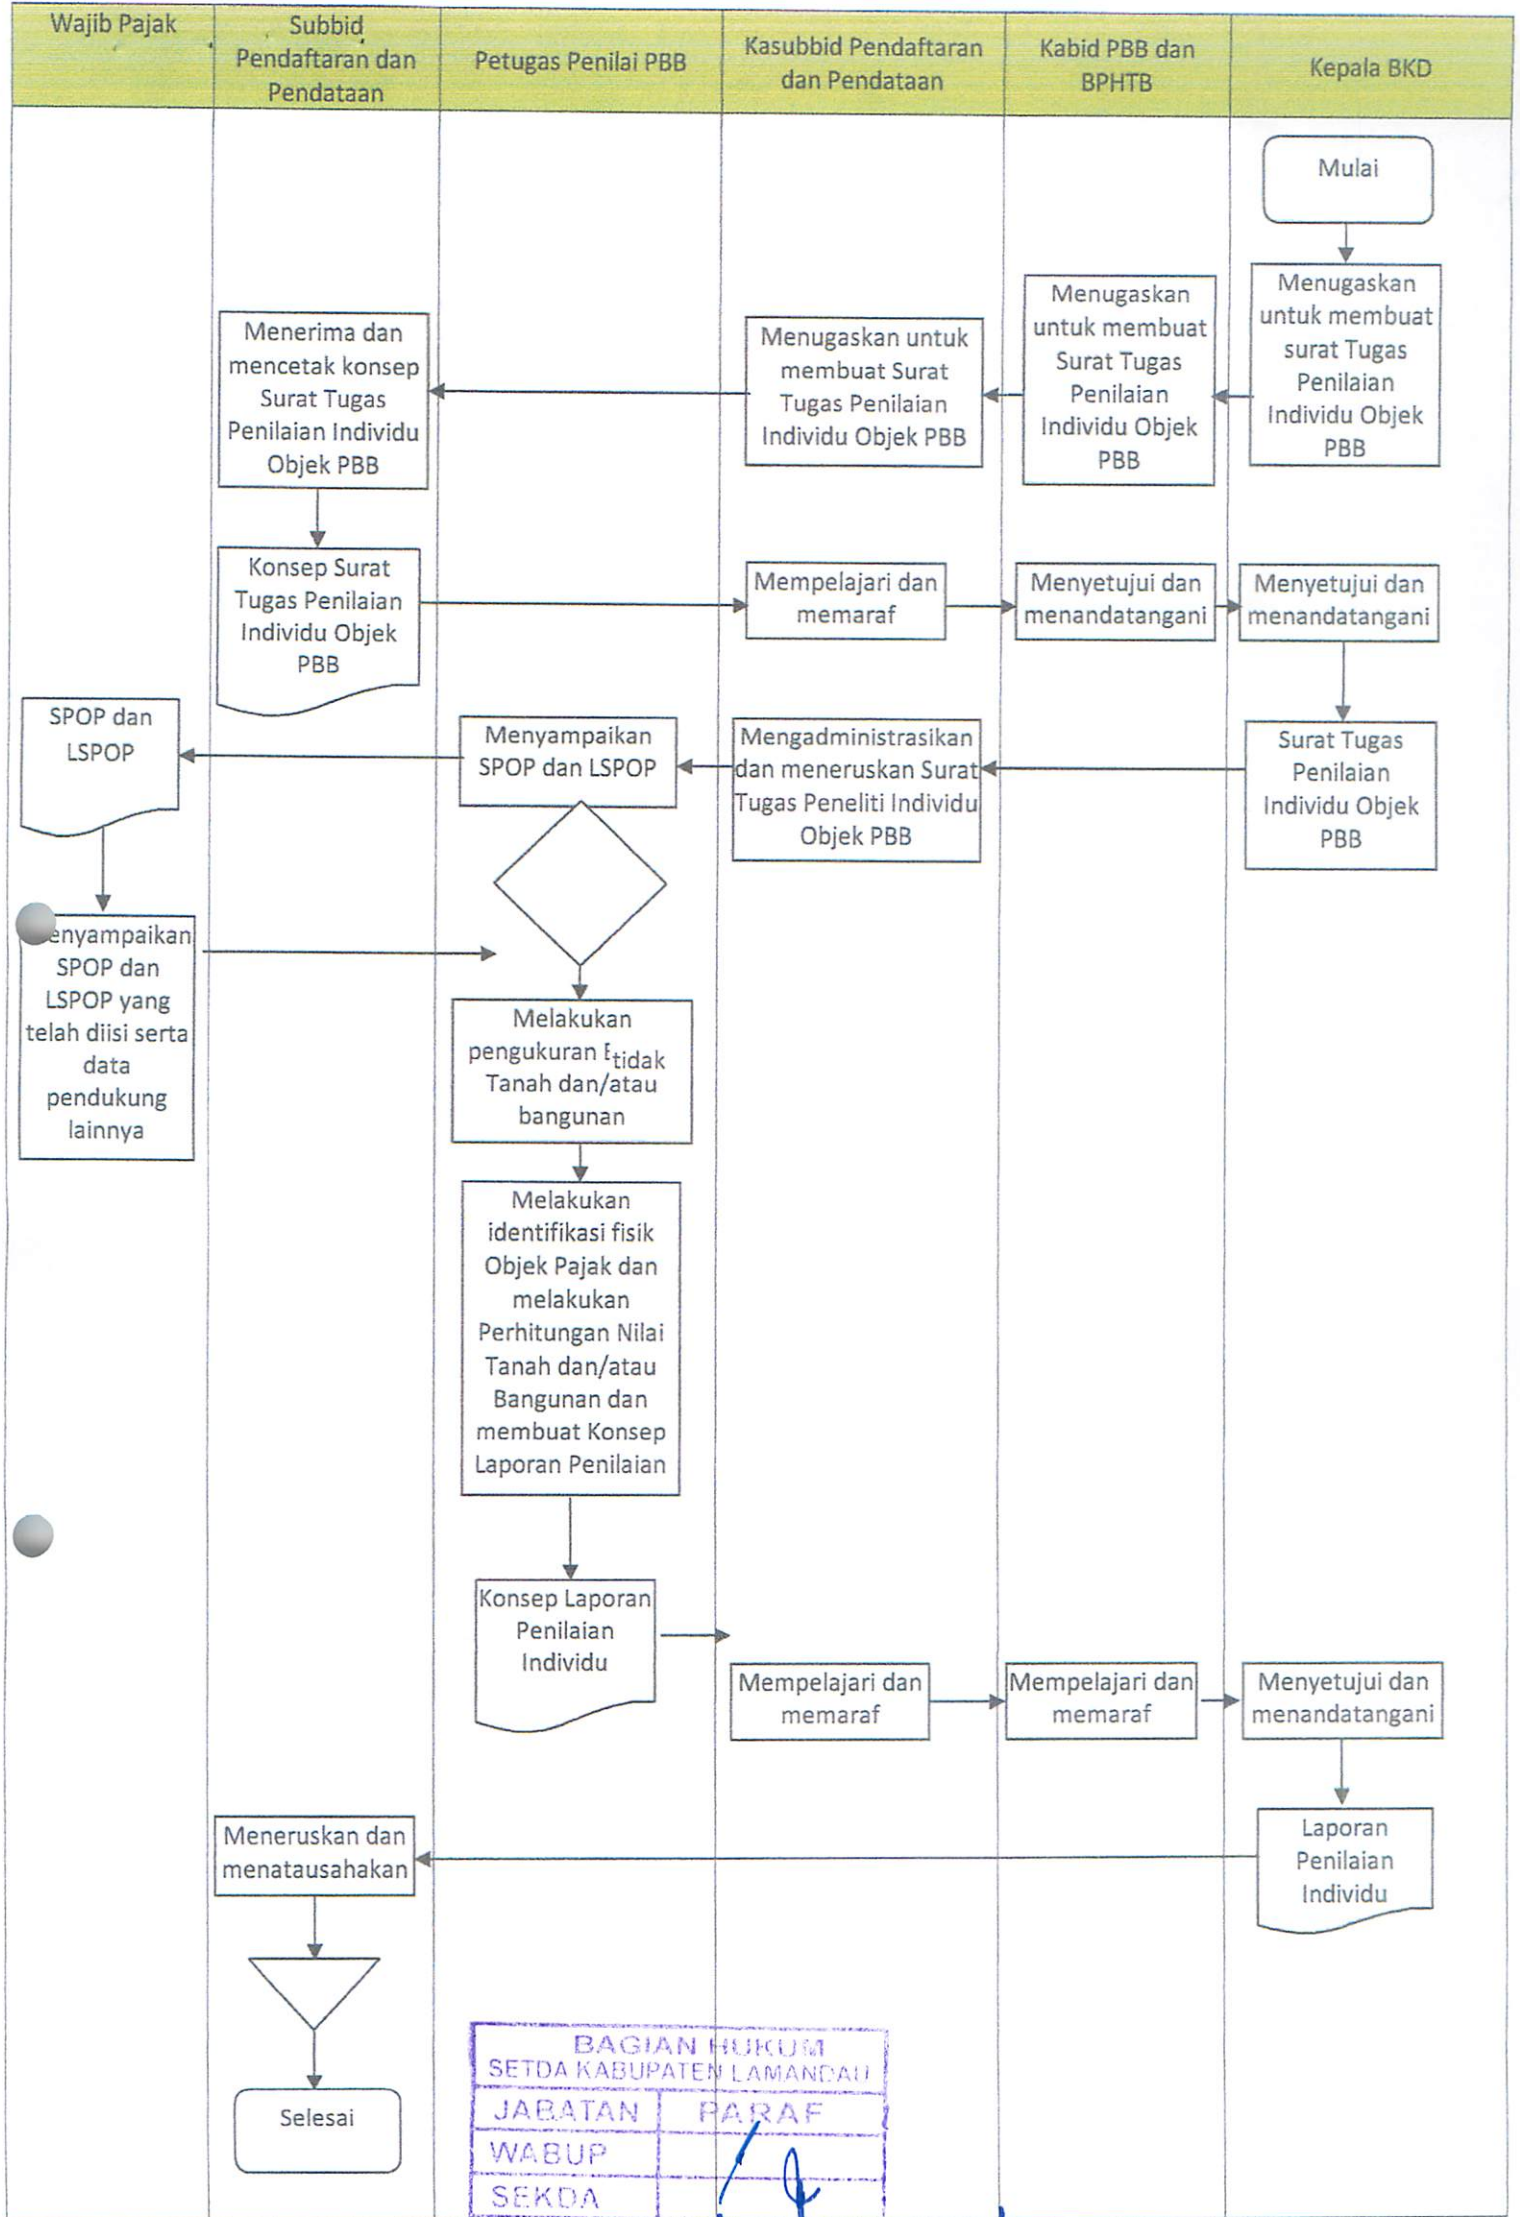 Wajib Pajak
Subbid
Pendaftaran dan
Pendataan
Petugas Penilai PBB
Kasubbid Pendaftaran
dan Pendataan
Kabid PBB dan
BPHTB
Kepala BKD
Mulai
Menugaskan
untuk membuat
surat Tugas
Penilaian
Individu Objek
PBB
Menugaskan
untuk membuat
Surat Tugas
Penilaian
Individu Objek
PBB
Menugaskan untuk
membuat Surat
Tugas Penilaian
Individu Objek PBB
Menerima dan
mencetak konsep
Surat Tugas
Penilaian Individu
Objek PBB
Konsep Surat
Tugas Penilaian
Individu Objek
PBB
Mempelajari dan
memaraf
Menyetujui dan
menandatangani
Menyetujui dan
menandatangani
Surat Tugas
Penilaian
Individu Objek
PBB
Mengadministrasikan
dan meneruskan Surat
Tugas Peneliti Individu
Objek PBB
Menyampaikan
SPOP dan LSPOP
SPOP dan
LSPOP
enyampaikan
SPOP dan
LSPOP yang
telah diisi serta
data
pendukung
lainnya
Melakukan
pengukuran
tidak
Tanah dan/atau
bangunan
Melakukan
identifikasi fisik
Objek Pajak dan
melakukan
Perhitungan Nilai
Tanah dan/atau
Bangunan dan
membuat Konsep
Laporan Penilaian
Konsep Laporan
Penilaian
Individu
Mempelajari dan
memaraf
Mempelajari dan
memaraf
Menyetujui dan
menandatangani
Laporan
Penilaian
Individu
Meneruskan dan
menatausahakan
Selesai
BAGIAN HUKUM
SETDA KABUPATEN LAMANDAU
JABATAN PARAF
WABUP
SEKDA